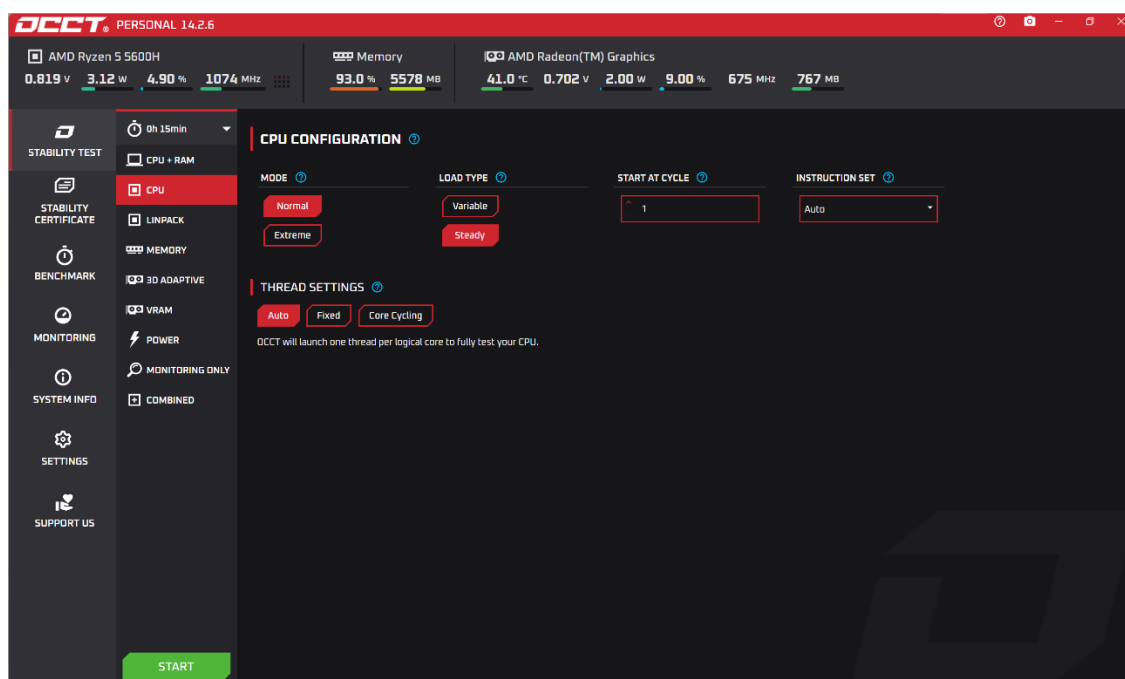 OCCT® PERSONAL 14.2.6
AMD Ryzen 5 5600H
0.819 V 3.12 W 4.90 % 1074 MHz
Memory
93.0 % 5578 MB
AMD Radeon(TM) Graphics
41.0 °C 0.702 V 2.00 W 9.00 % 675 MHz 767 MB
STABILITY TEST
STABILITY
CERTIFICATE
BENCHMARK
MONITORING
SYSTEM INFO
SETTINGS
SUPPORT US
0h 15min
CPU + RAM
CPU
LINPACK
MEMORY
3D ADAPTIVE
VRAM
POWER
MONITORING ONLY
COMBINED
START
CPU CONFIGURATION
MODE
Normal
Extreme
LOAD TYPE
Variable
Steady
START AT CYCLE
1
INSTRUCTION SET
Auto
THREAD SETTINGS
Auto Fixed Core Cycling
OCCT will launch one thread per logical core to fully test your CPU.